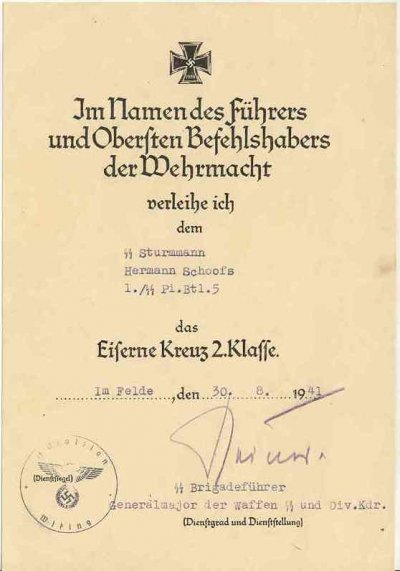 Im Namen des Führers
und Obersten Befehlshabers
der Wehrmacht
verleihe ich
dem
ᛋᛋ Sturmmann
Hermann Schoofs
1./ᛋᛋ Pi.Btl.5
das
Eiserne Kreuz 2.Klasse.
Im Felde, den 30. 8. 1941
ᛋᛋ Brigadeführer
Generalmajor der Waffen ᛋᛋ und Div.Kdr.
(Dienstgrad und Dienststellung)
(Dienstsiegel)
Division
Wiking